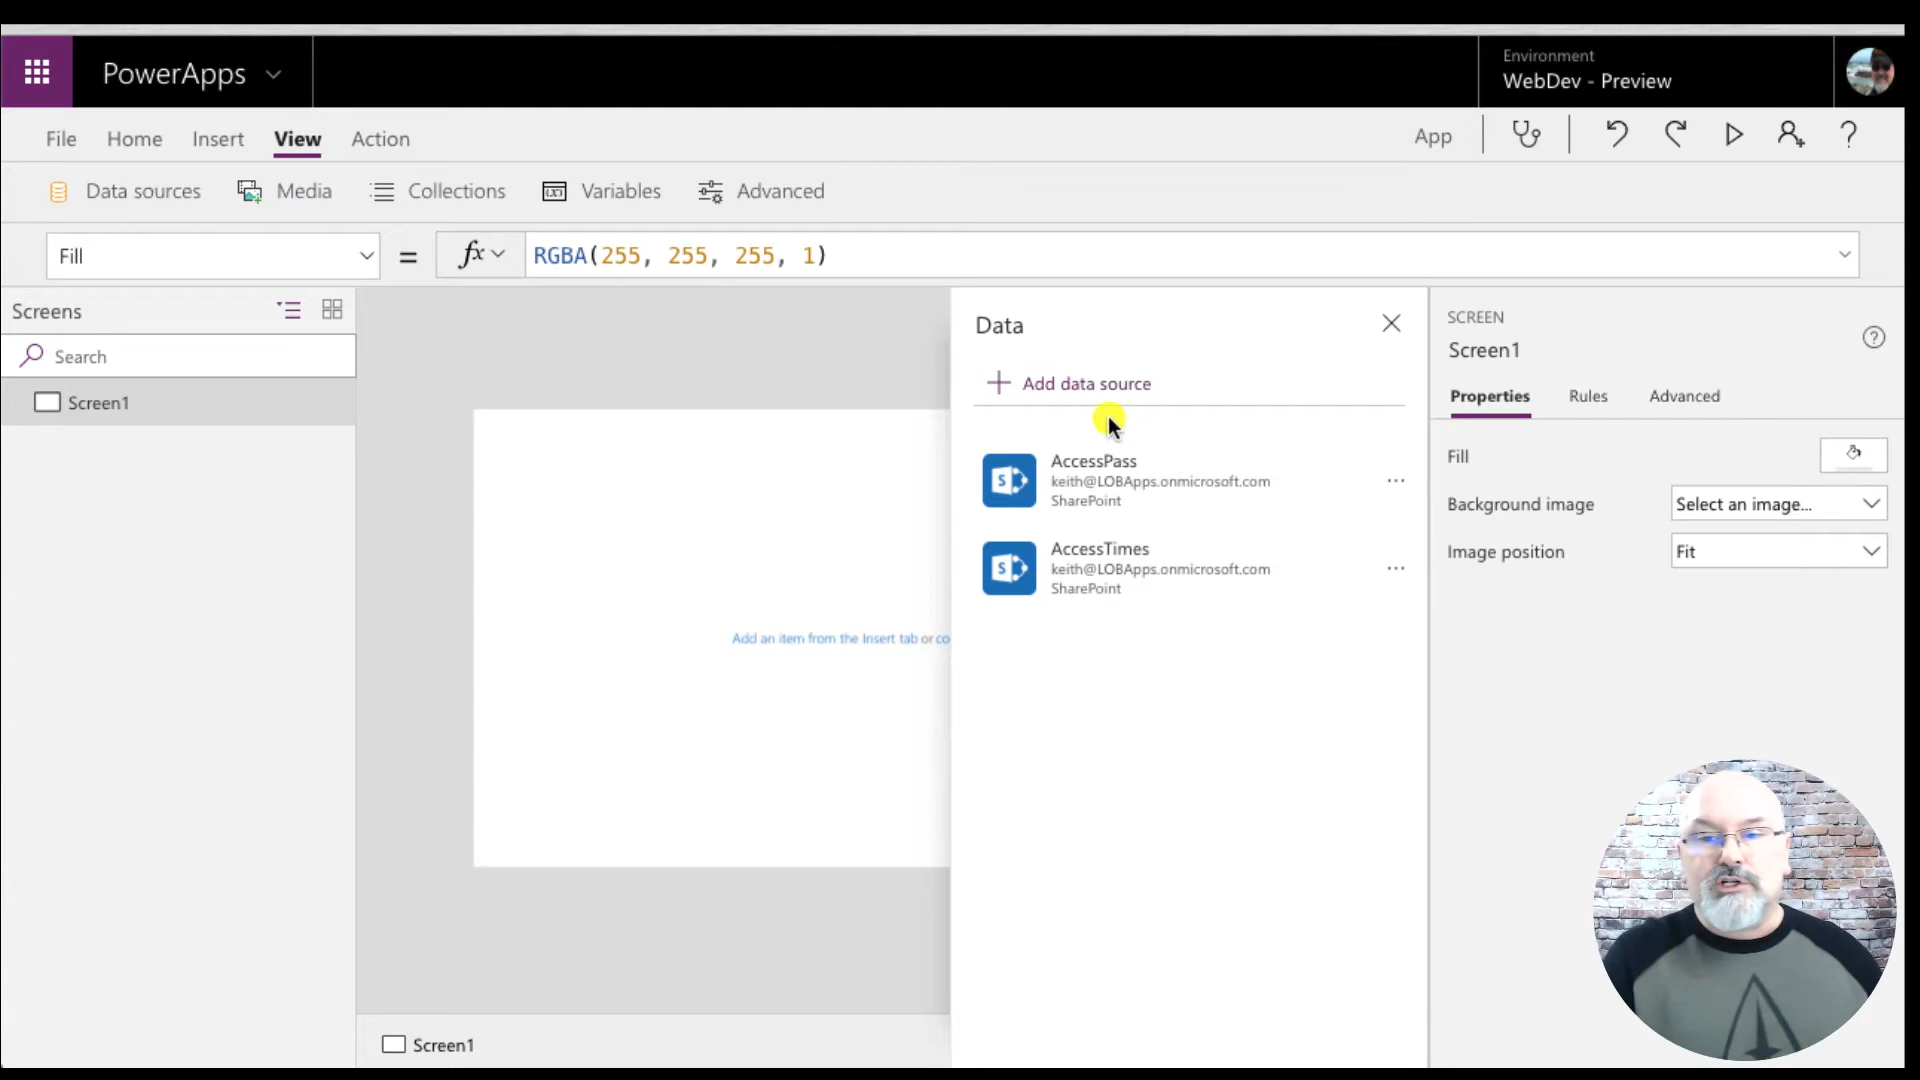 PowerApps
Environment
WebDev - Preview
File Home Insert View Action
App
Data sources Media Collections Variables Advanced
Fill = fx RGBA(255, 255, 255, 1)
Screens
Search
Screen1
Add an item from the Insert tab or co
Screen1
Data
Add data source
AccessPass
keith@LOBApps.onmicrosoft.com
SharePoint
AccessTimes
keith@LOBApps.onmicrosoft.com
SharePoint
SCREEN
Screen1
Properties Rules Advanced
Fill
Background image Select an image...
Image position Fit